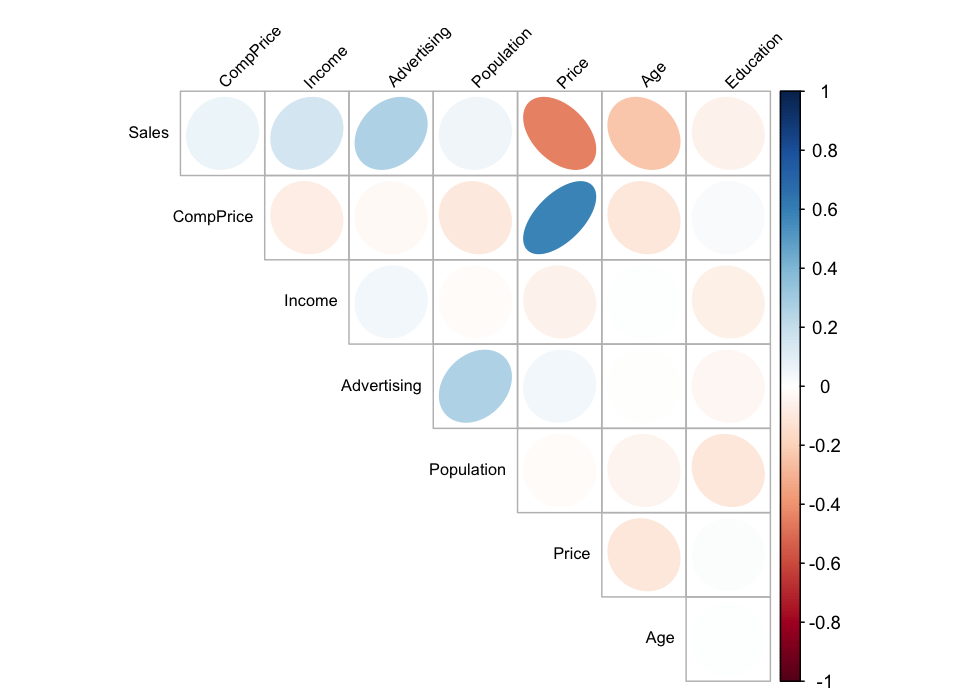 CompPrice
Income
Advertising
Population
Price
Age
Education
Sales
CompPrice
Income
Advertising
Population
Price
Age
1
0.8
0.6
0.4
0.2
0
-0.2
-0.4
-0.6
-0.8
-1